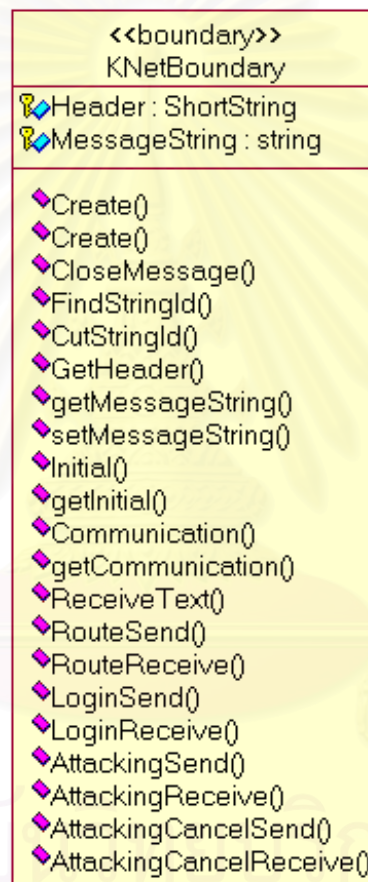 <<boundary>>
KNetBoundary
Header : ShortString
MessageString : string
Create()
Create()
CloseMessage()
FindStringId()
CutStringId()
GetHeader()
getMessageString()
setMessageString()
Initial()
getInitial()
Communication()
getCommunication()
ReceiveText()
RouteSend()
RouteReceive()
LoginSend()
LoginReceive()
AttackingSend()
AttackingReceive()
AttackingCancelSend()
AttackingCancelReceive()